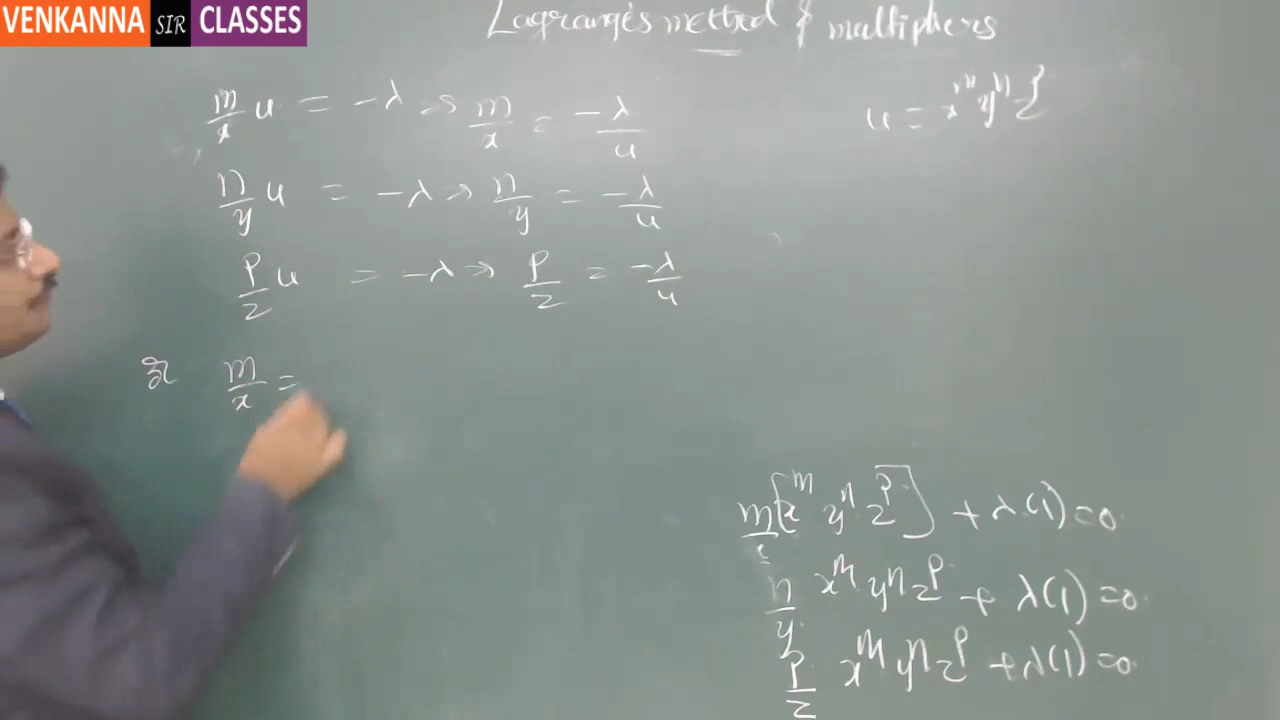 VENKANNA SIR CLASSES
Lagrange's method of multipliers
m/x u = -λ ⇒ m/x = -λ/u
u = x^m y^n z^p
n/y u = -λ ⇒ n/y = -λ/u
p/z u = -λ ⇒ p/z = -λ/u
m/x =
m/x [x^m y^n z^p] + λ(1) = 0
n/y x^m y^n z^p + λ(1) = 0
p/z x^m y^n z^p + λ(1) = 0